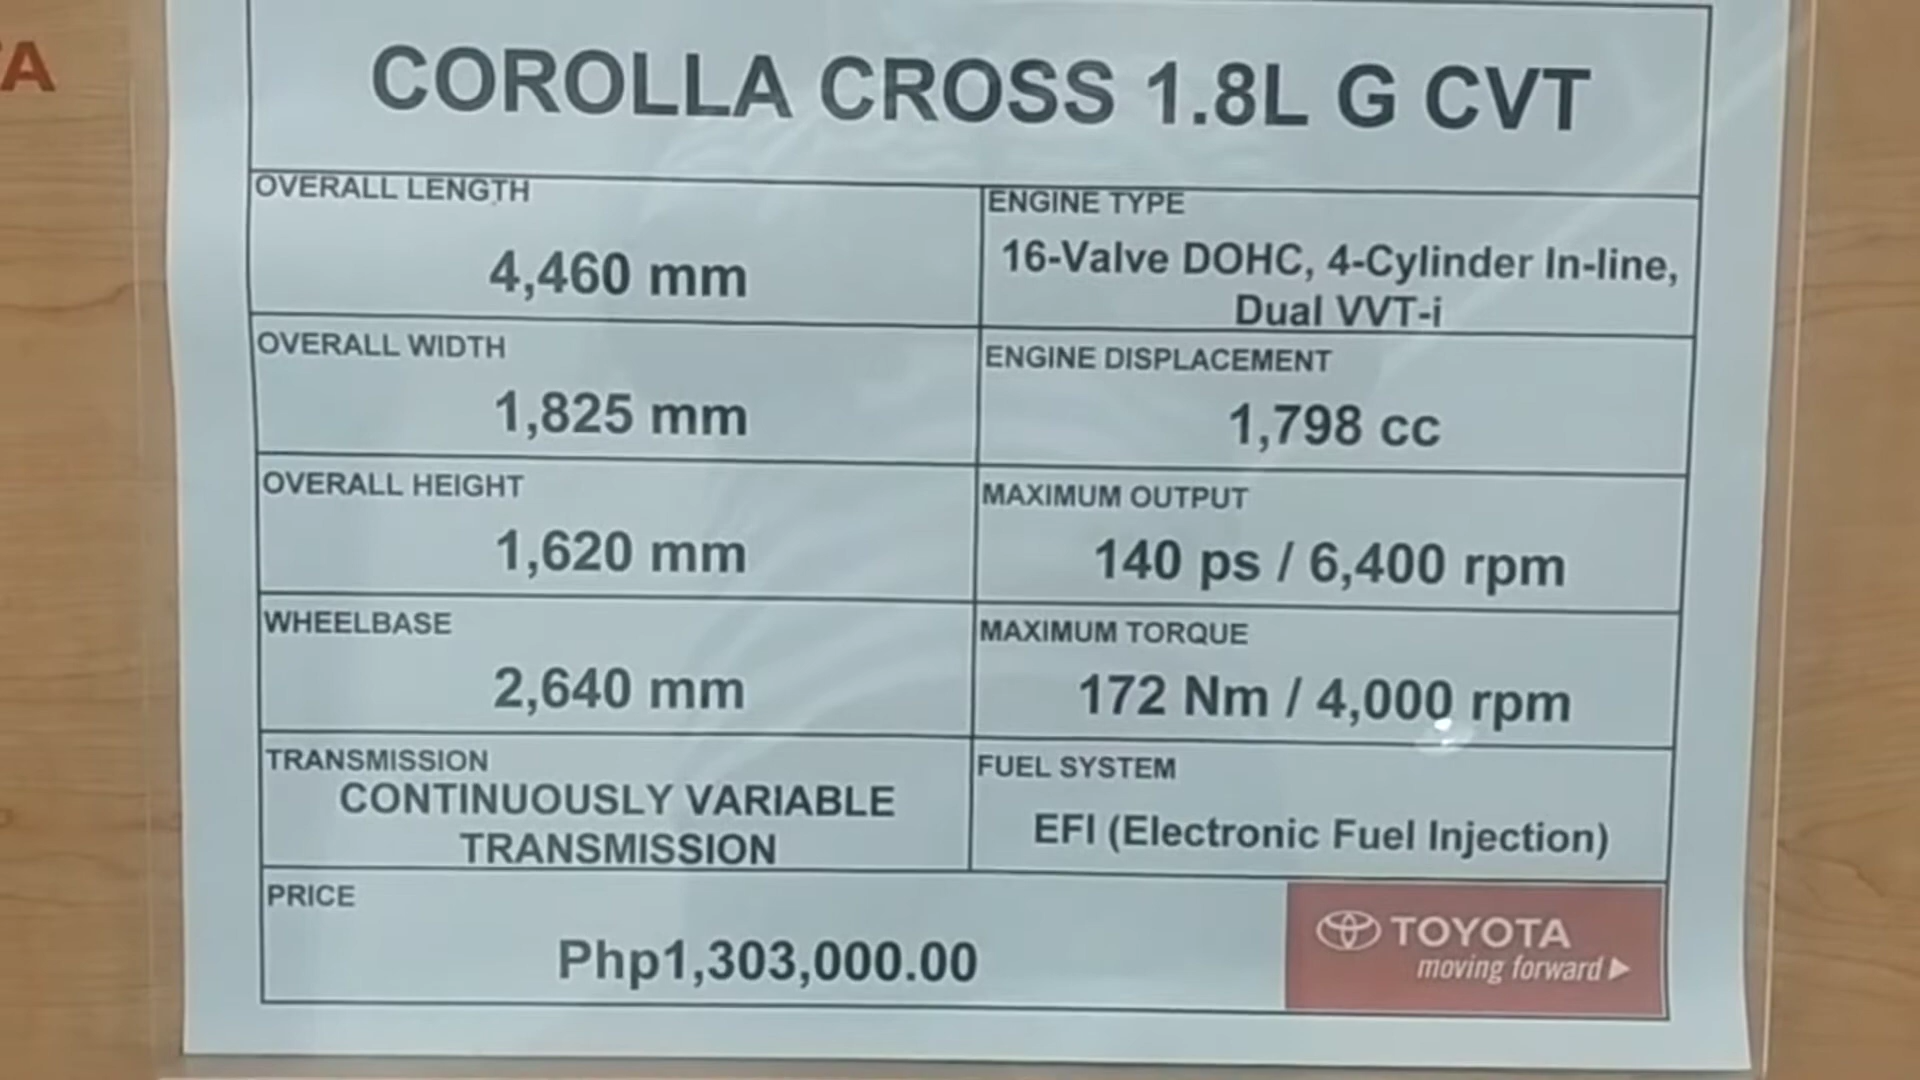 TA
COROLLA CROSS 1.8L G CVT
OVERALL LENGTH
4,460 mm
ENGINE TYPE
16-Valve DOHC, 4-Cylinder In-line,
Dual VVT-i
OVERALL WIDTH
1,825 mm
ENGINE DISPLACEMENT
1,798 cc
OVERALL HEIGHT
1,620 mm
MAXIMUM OUTPUT
140 ps / 6,400 rpm
WHEELBASE
2,640 mm
MAXIMUM TORQUE
172 Nm / 4,000 rpm
TRANSMISSION
CONTINUOUSLY VARIABLE
TRANSMISSION
FUEL SYSTEM
EFI (Electronic Fuel Injection)
PRICE
Php1,303,000.00
TOYOTA
moving forward